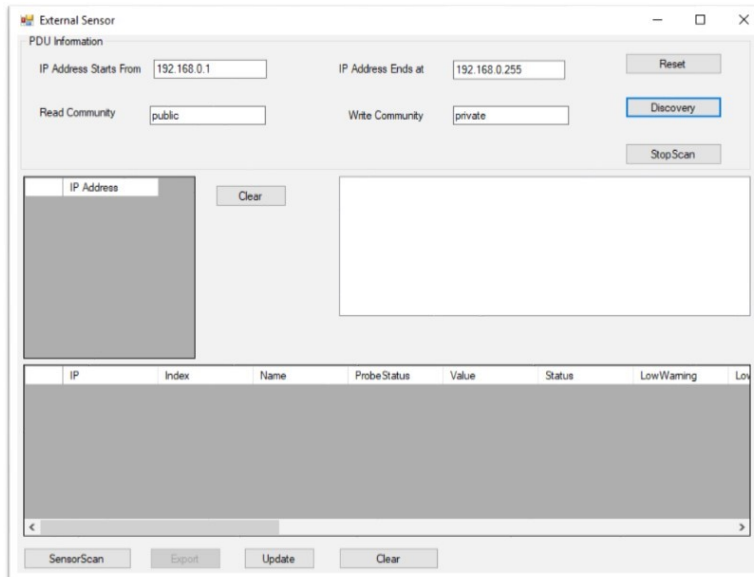 External Sensor
PDU Information
IP Address Starts From 192.168.0.1 IP Address Ends at 192.168.0.255 Reset
Read Community public Write Community private Discovery
StopScan
IP Address Clear
IP Index Name ProbeStatus Value Status LowWarning Lov
SensorScan Export Update Clear